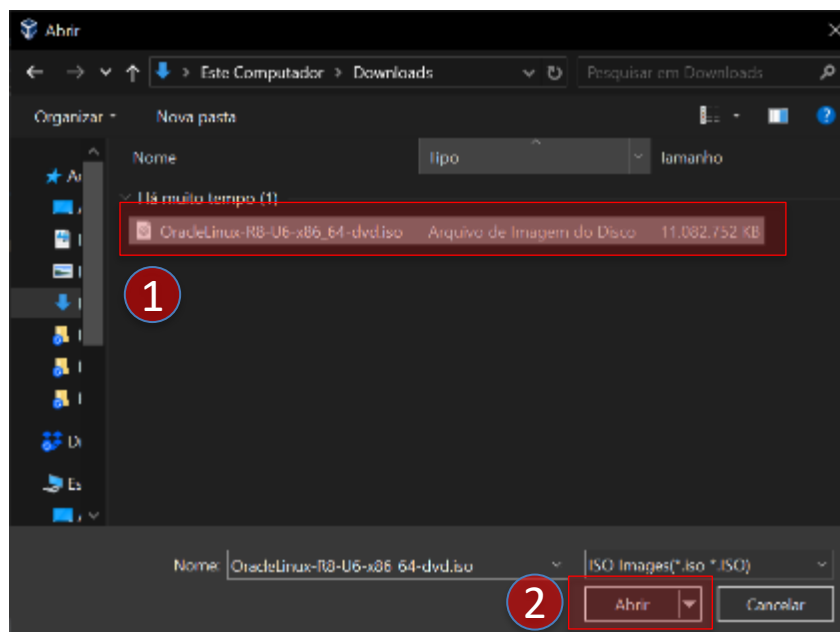 Abrir
Este Computador > Downloads
Pesquisar em Downloads
Organizar
Nova pasta
Nome Tipo Tamanho
Há muito tempo (1)
OracleLinux-R8-U6-x86_64-dvd.iso Arquivo de Imagem do Disco 11.082.752 KB
1
Nome: OracleLinux-R8-U6-x86_64-dvd.iso
ISO Images(*.iso *.ISO)
2
Abrir
Cancelar